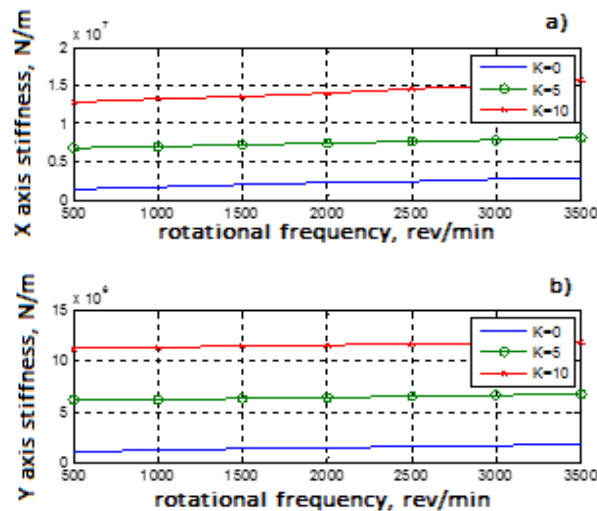 a)
× 10⁷
X axis stiffness, N/m
2
1.5
1
0.5
0
K=0
K=5
K=10
500 1000 1500 2000 2500 3000 3500
rotational frequency, rev/min
b)
× 10⁶
Y axis stiffness, N/m
15
10
5
0
K=0
K=5
K=10
500 1000 1500 2000 2500 3000 3500
rotational frequency, rev/min